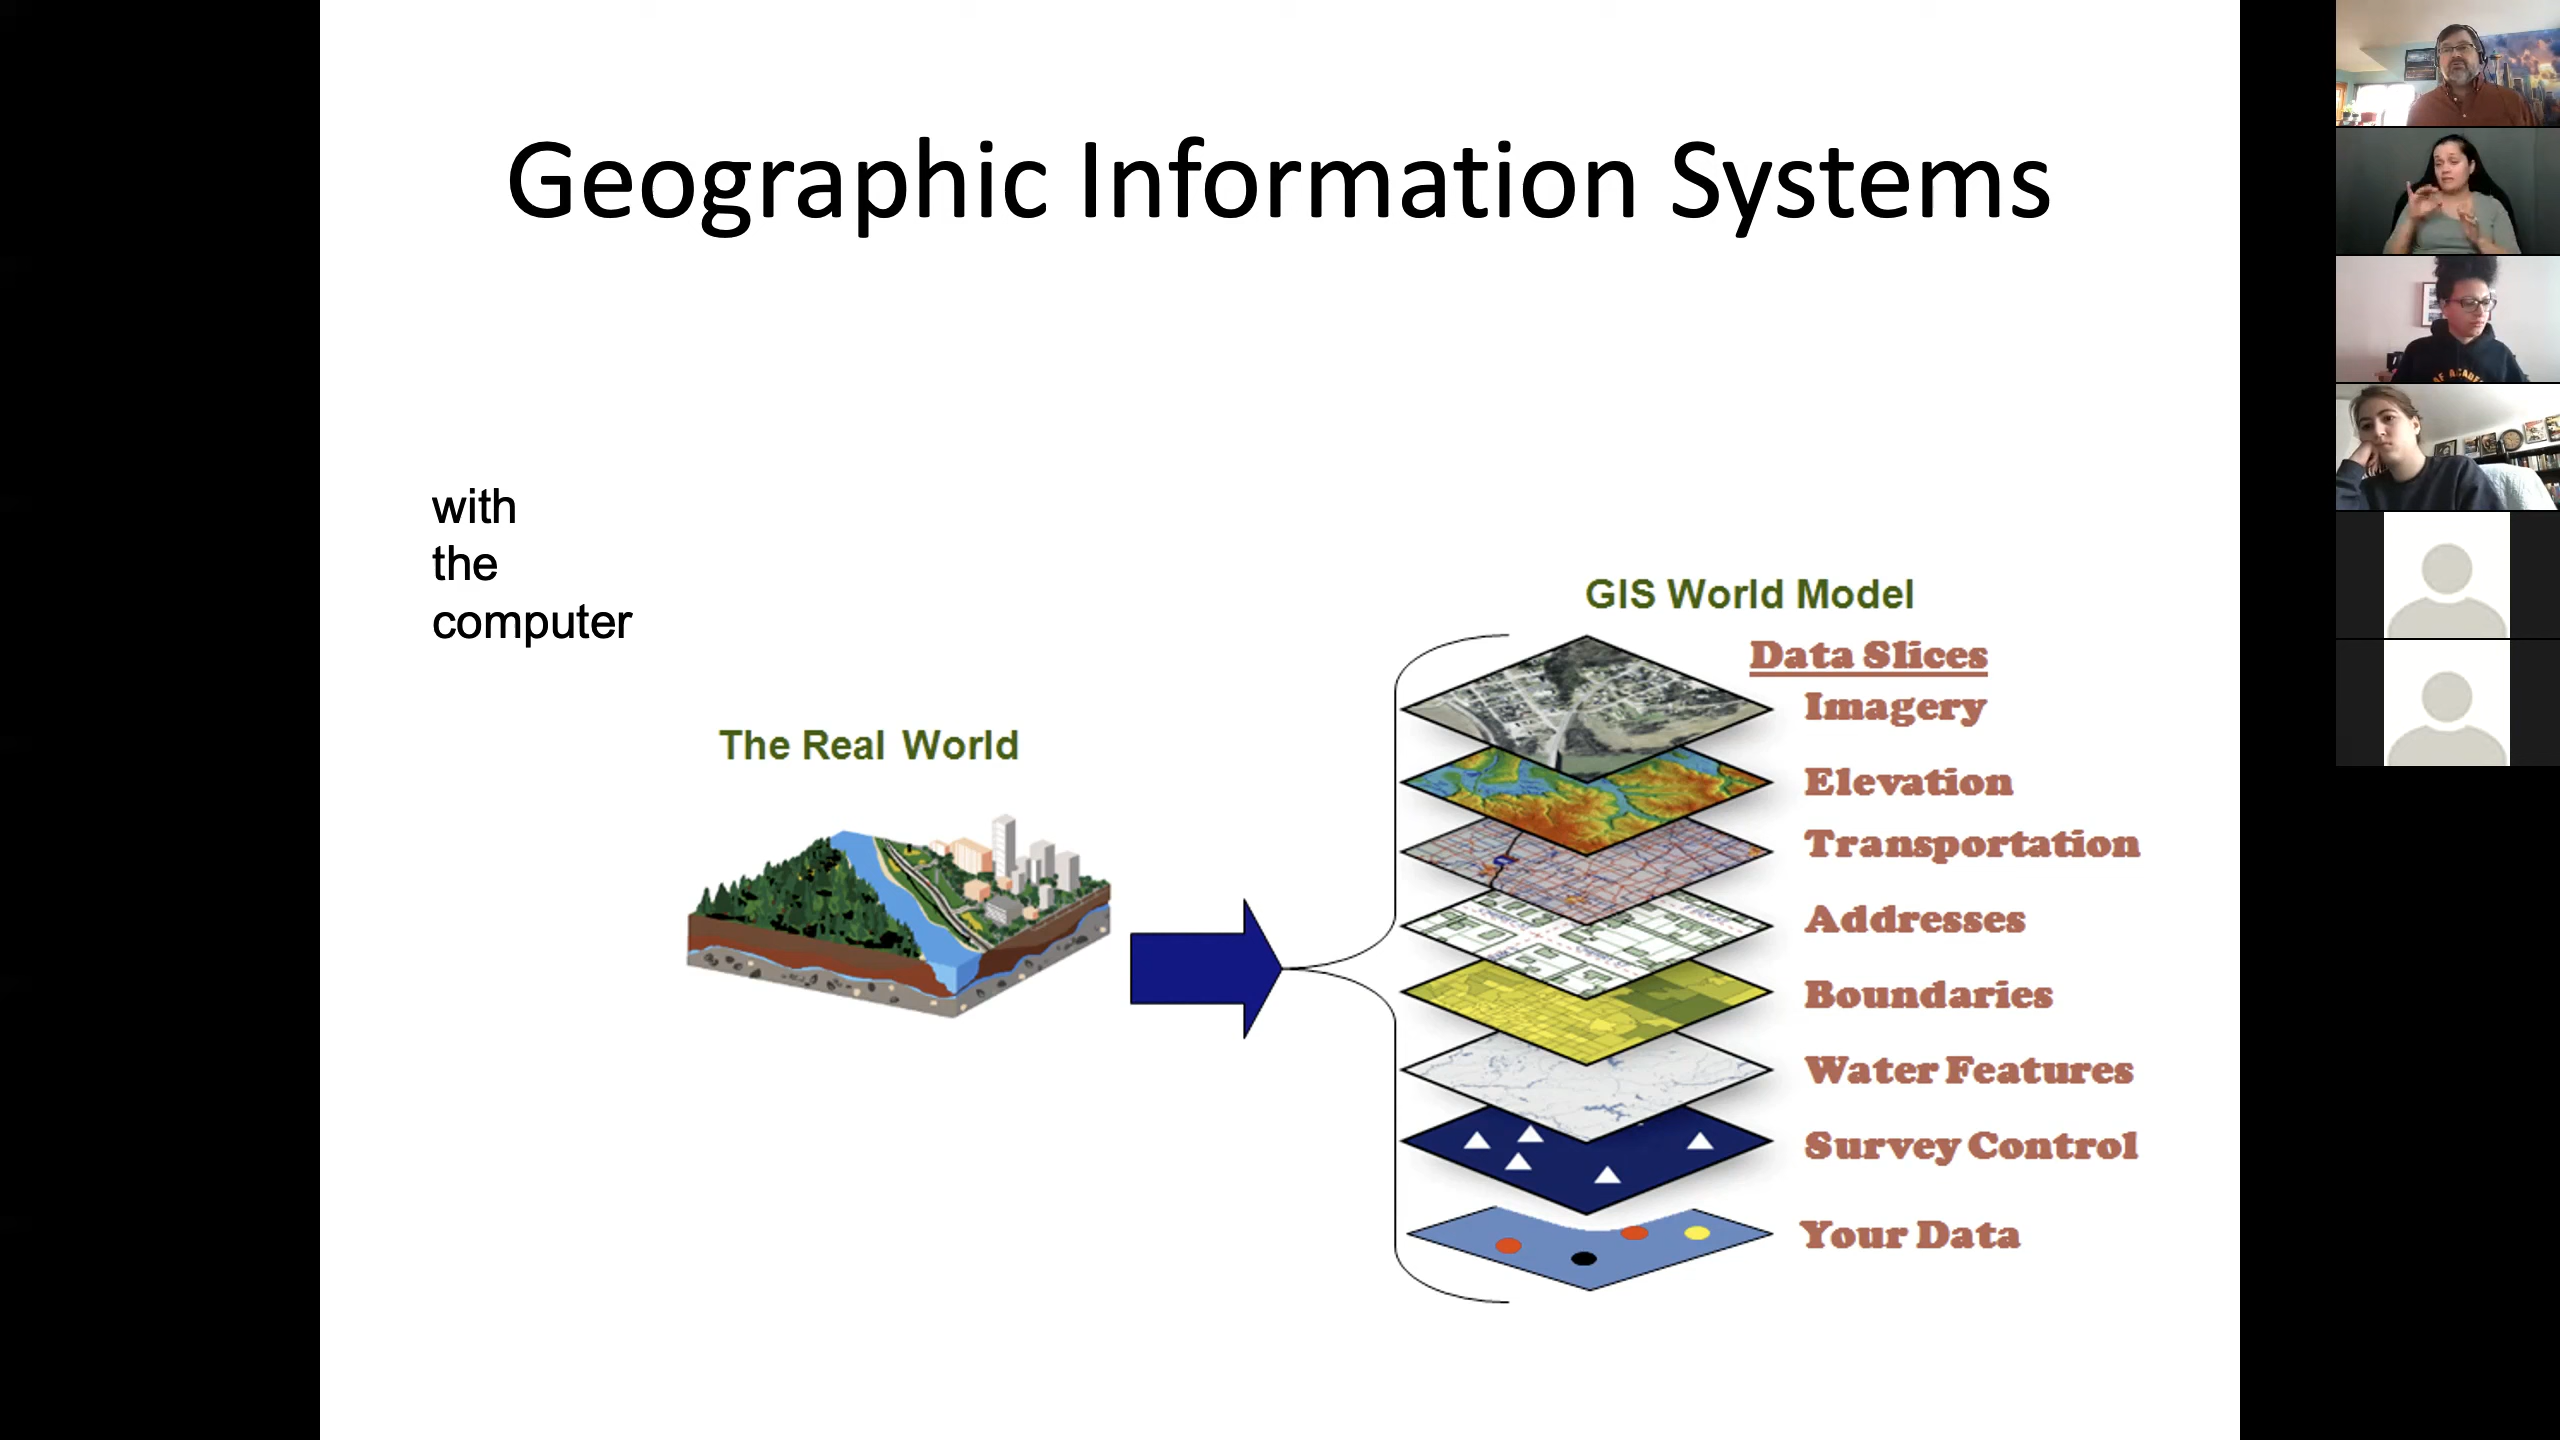 Geographic Information Systems
with
the
computer
The Real World
GIS World Model
Data Slices
Imagery
Elevation
Transportation
Addresses
Boundaries
Water Features
Survey Control
Your Data